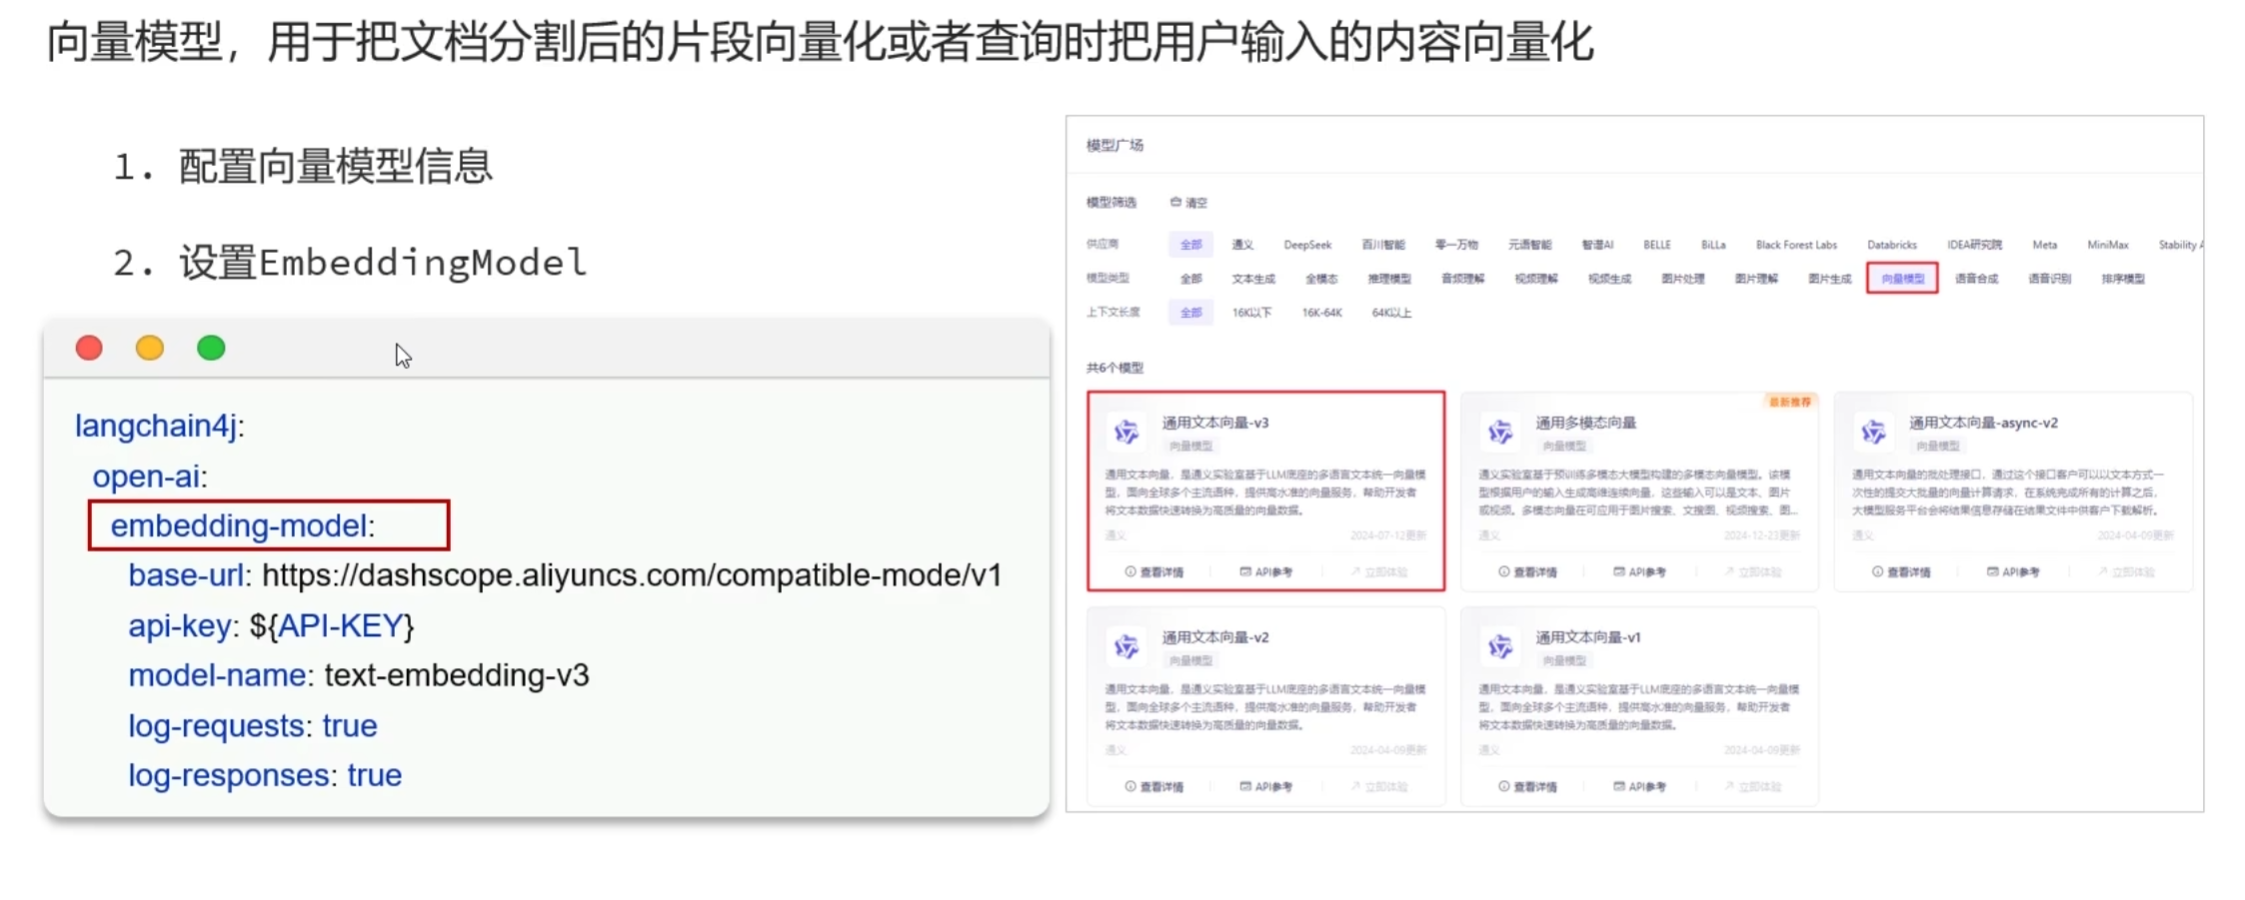 向量模型，用于把文档分割后的片段向量化或者查询时把用户输入的内容向量化
1. 配置向量模型信息
2. 设置EmbeddingModel
langchain4j:
open-ai:
embedding-model:
base-url: https://dashscope.aliyuncs.com/compatible-mode/v1
api-key: ${API-KEY}
model-name: text-embedding-v3
log-requests: true
log-responses: true
模型广场
模型筛选 清空
供应商 全部 通义 DeepSeek 百川智能 零一万物 元语智能 智谱AI BELLE BiLLa Black Forest Labs Databricks IDEA研究院 Meta MiniMax Stability A
模型类型 全部 文本生成 全模态 推理模型 音频理解 视频理解 视频生成 图片处理 图片理解 图片生成 向量模型 语音合成 语音识别 排序模型
上下文长度 全部 16K以下 16K-64K 64K以上
共6个模型
通用文本向量-v3
向量模型
通用文本向量，是通义实验室基于LLM底座的多语言文本统一向量模
型，面向全球多个主流语种，提供高水准的向量服务，帮助开发者
将文本数据快速转换为高质量的向量数据。
通义 2024-07-12更新
查看详情 API参考 立即体验
最新推荐
通用多模态向量
向量模型
通义实验室基于预训练多模态大模型构建的多模态向量模型。该模
型根据用户的输入生成高维连续向量，这些输入可以是文本、图片
或视频。多模态向量在可应用于图片搜索、文搜图、视频搜索、图...
通义 2024-12-23更新
查看详情 API参考 立即体验
通用文本向量-async-v2
向量模型
通用文本向量的批处理接口，通过这个接口客户可以以文本方式一
次性的提交大批量的向量计算请求，在系统完成所有的计算之后，
大模型服务平台会将结果信息存储在结果文件中供客户下载解析。
通义 2024-04-09更新
查看详情 API参考 立即体验
通用文本向量-v2
向量模型
通用文本向量，是通义实验室基于LLM底座的多语言文本统一向量模
型，面向全球多个主流语种，提供高水准的向量服务，帮助开发者
将文本数据快速转换为高质量的向量数据。
通义 2024-04-09更新
查看详情 API参考 立即体验
通用文本向量-v1
向量模型
通用文本向量，是通义实验室基于LLM底座的多语言文本统一向量模
型，面向全球多个主流语种，提供高水准的向量服务，帮助开发者
将文本数据快速转换为高质量的向量数据。
通义 2024-04-09更新
查看详情 API参考 立即体验